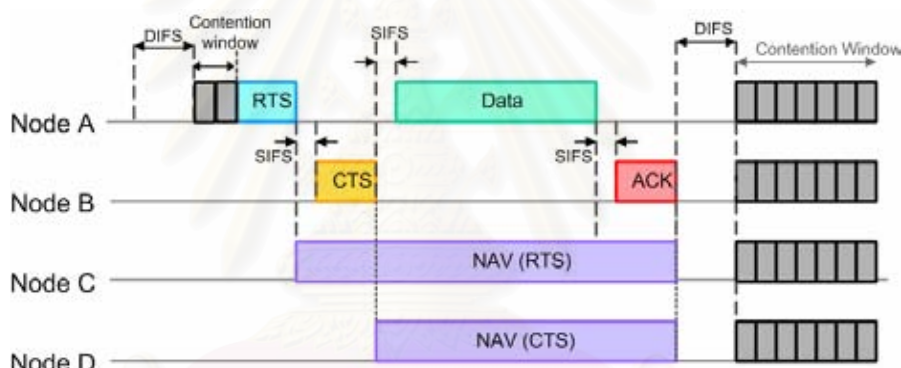 Contention
window
DIFS
SIFS
DIFS
Contention Window
RTS
Data
Node A
SIFS
SIFS
CTS
ACK
Node B
NAV (RTS)
Node C
NAV (CTS)
Node D